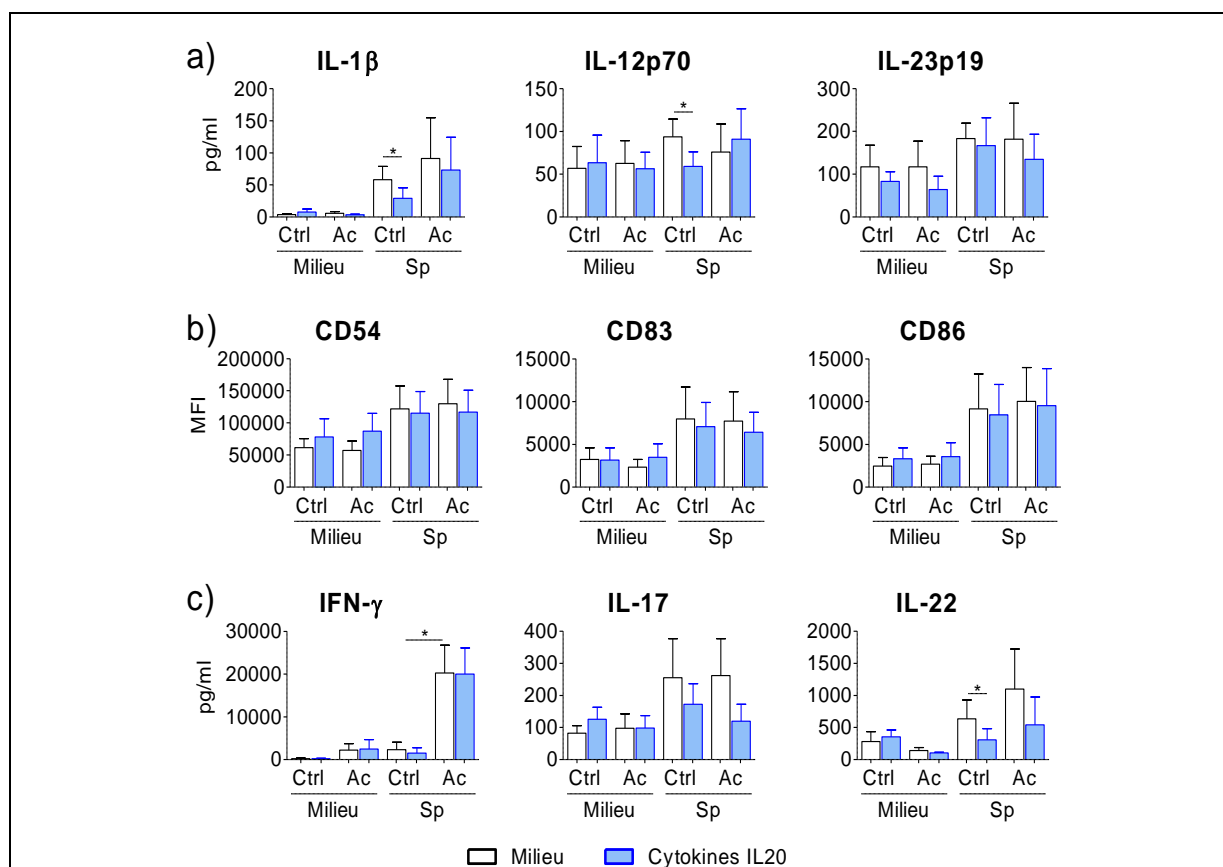 a)
IL-1β IL-12p70 IL-23p19
pg/ml
200
150
100
50
0
150
100
50
0
300
200
100
0
*
*
Ctrl Ac Ctrl Ac Ctrl Ac Ctrl Ac Ctrl Ac Ctrl Ac
Milieu Sp Milieu Sp Milieu Sp
b)
CD54 CD83 CD86
MFI
200000
150000
100000
50000
0
15000
10000
5000
0
15000
10000
5000
0
Ctrl Ac Ctrl Ac Ctrl Ac Ctrl Ac Ctrl Ac Ctrl Ac
Milieu Sp Milieu Sp Milieu Sp
c)
IFN-γ IL-17 IL-22
pg/ml
30000
20000
10000
0
400
300
200
100
0
2000
1500
1000
500
0
*
*
Ctrl Ac Ctrl Ac Ctrl Ac Ctrl Ac Ctrl Ac Ctrl Ac
Milieu Sp Milieu Sp Milieu Sp
Milieu Cytokines IL20